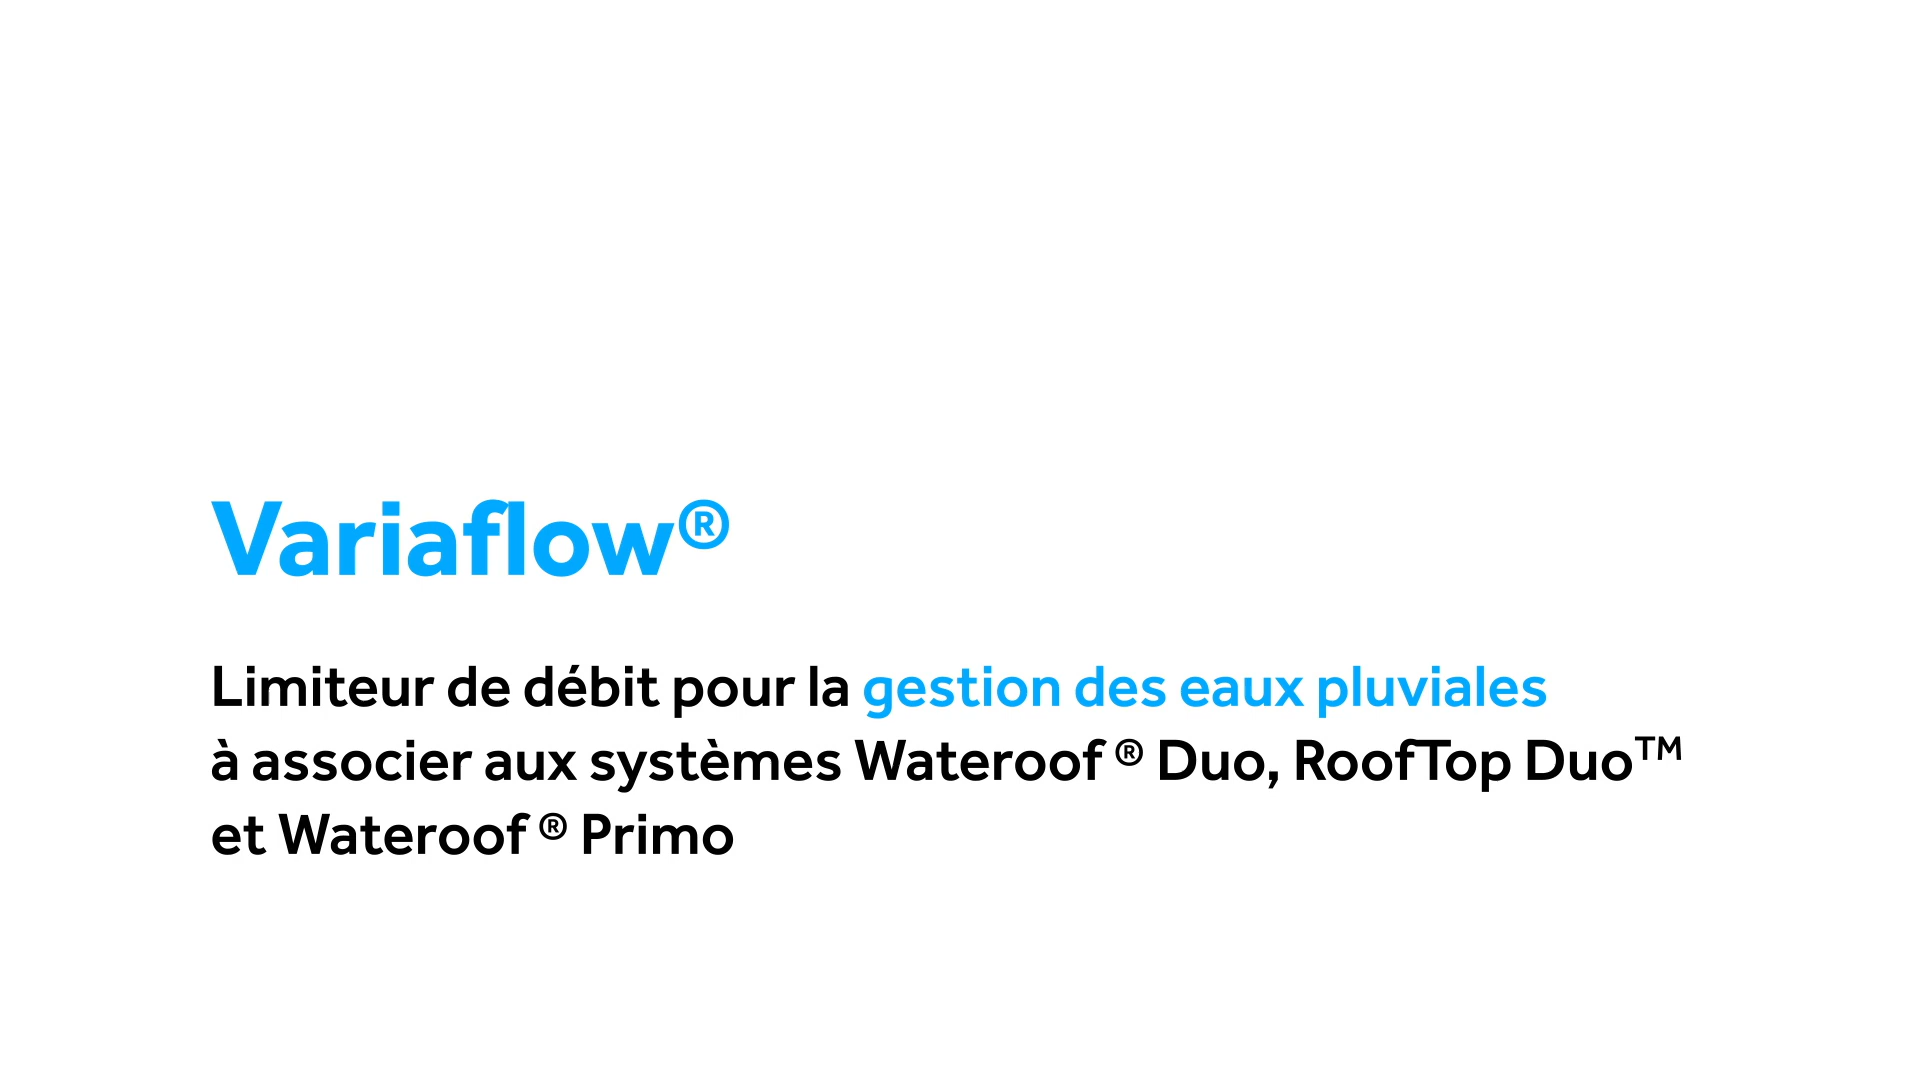 Variaflow®
Limiteur de débit pour la gestion des eaux pluviales
à associer aux systèmes Wateroof ® Duo, RoofTop Duo™
et Wateroof ® Primo